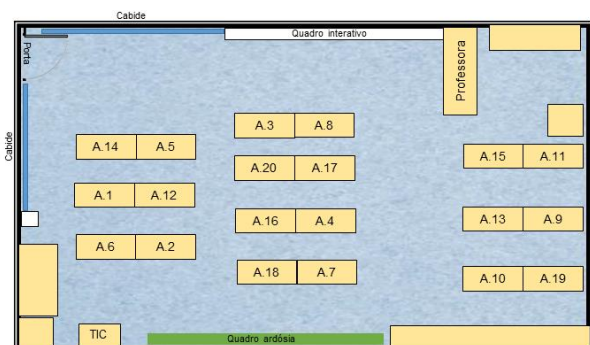 Cabide
Quadro interativo
Porta
Professora
Cabide
A.3 A.8
A.14 A.5
A.20 A.17
A.15 A.11
A.1 A.12
A.16 A.4
A.13 A.9
A.6 A.2
A.18 A.7
A.10 A.19
TIC
Quadro ardósia